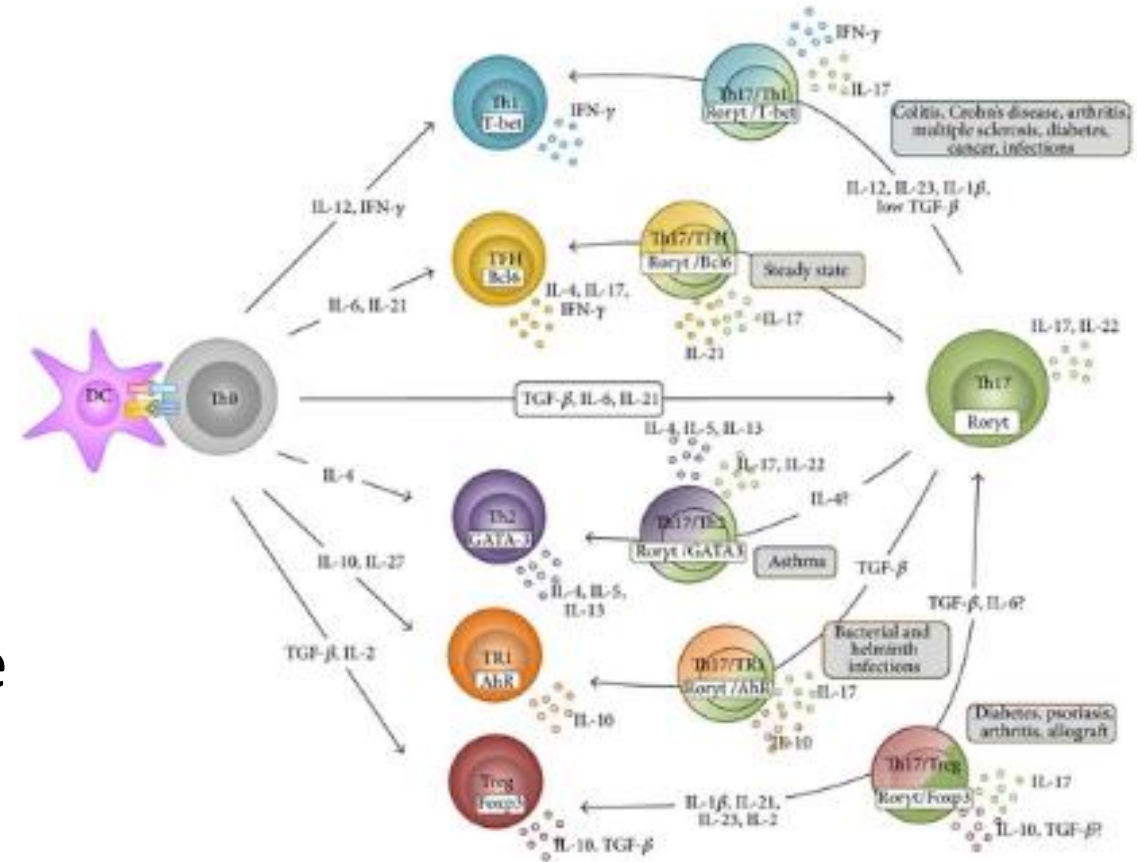 IFN-γ
IL-17
Th17/Th1
Rorγt /T-bet
Th1
T-bet
IFN-γ
Colitis, Crohn's disease, arthritis,
multiple sclerosis, diabetes,
cancer, infections
IL-12, IL-23, IL-1β,
low TGF-β
IL-12, IFN-γ
Th17/TFH
Rorγt /Bcl6
TFH
Bcl6
Steady state
IL-4, IL-17,
IFN-γ
IL-6, IL-21
IL-17
IL-21
IL-17, IL-22
DC
Th0
Th17
Rorγt
TGF-β, IL-6, IL-21
IL-4, IL-5, IL-13
IL-17, IL-22
IL-4
IL-4?
Th2
GATA-3
Th17/Th2
Rorγt /GATA3
Asthma
IL-10, IL-27
TGF-β
IL-4, IL-5,
IL-13
TGF-β, IL-6?
Bacterial and
helminth
infections
TGF-β, IL-2
e
TR1
AhR
Th17/TR1
Rorγt /AhR
IL-17
IL-10
IL-10
Diabetes, psoriasis,
arthritis, allograft
Treg
Foxp3
Th17/Treg
Rorγt/Foxp3
IL-17
IL-1β, IL-21,
IL-23, IL-2
IL-10, TGF-β?
IL-10, TGF-β